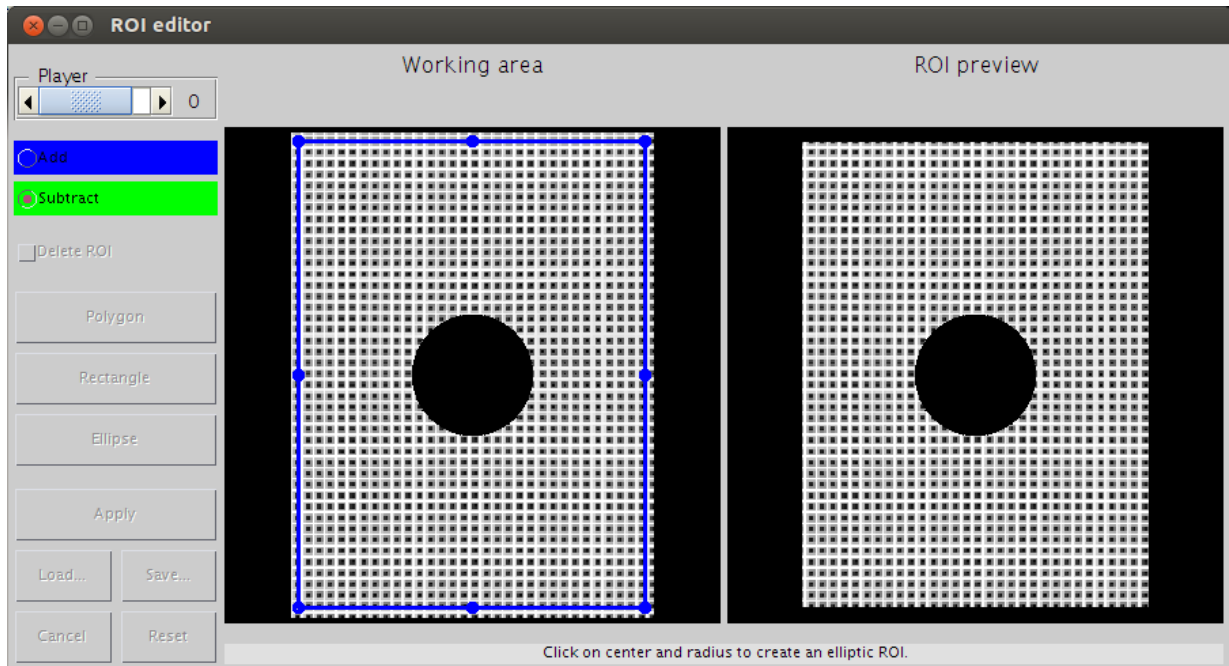 ROI editor
Player
0
Add
Subtract
Delete ROI
Polygon
Rectangle
Ellipse
Apply
Load... Save...
Cancel Reset
Working area
ROI preview
Click on center and radius to create an elliptic ROI.